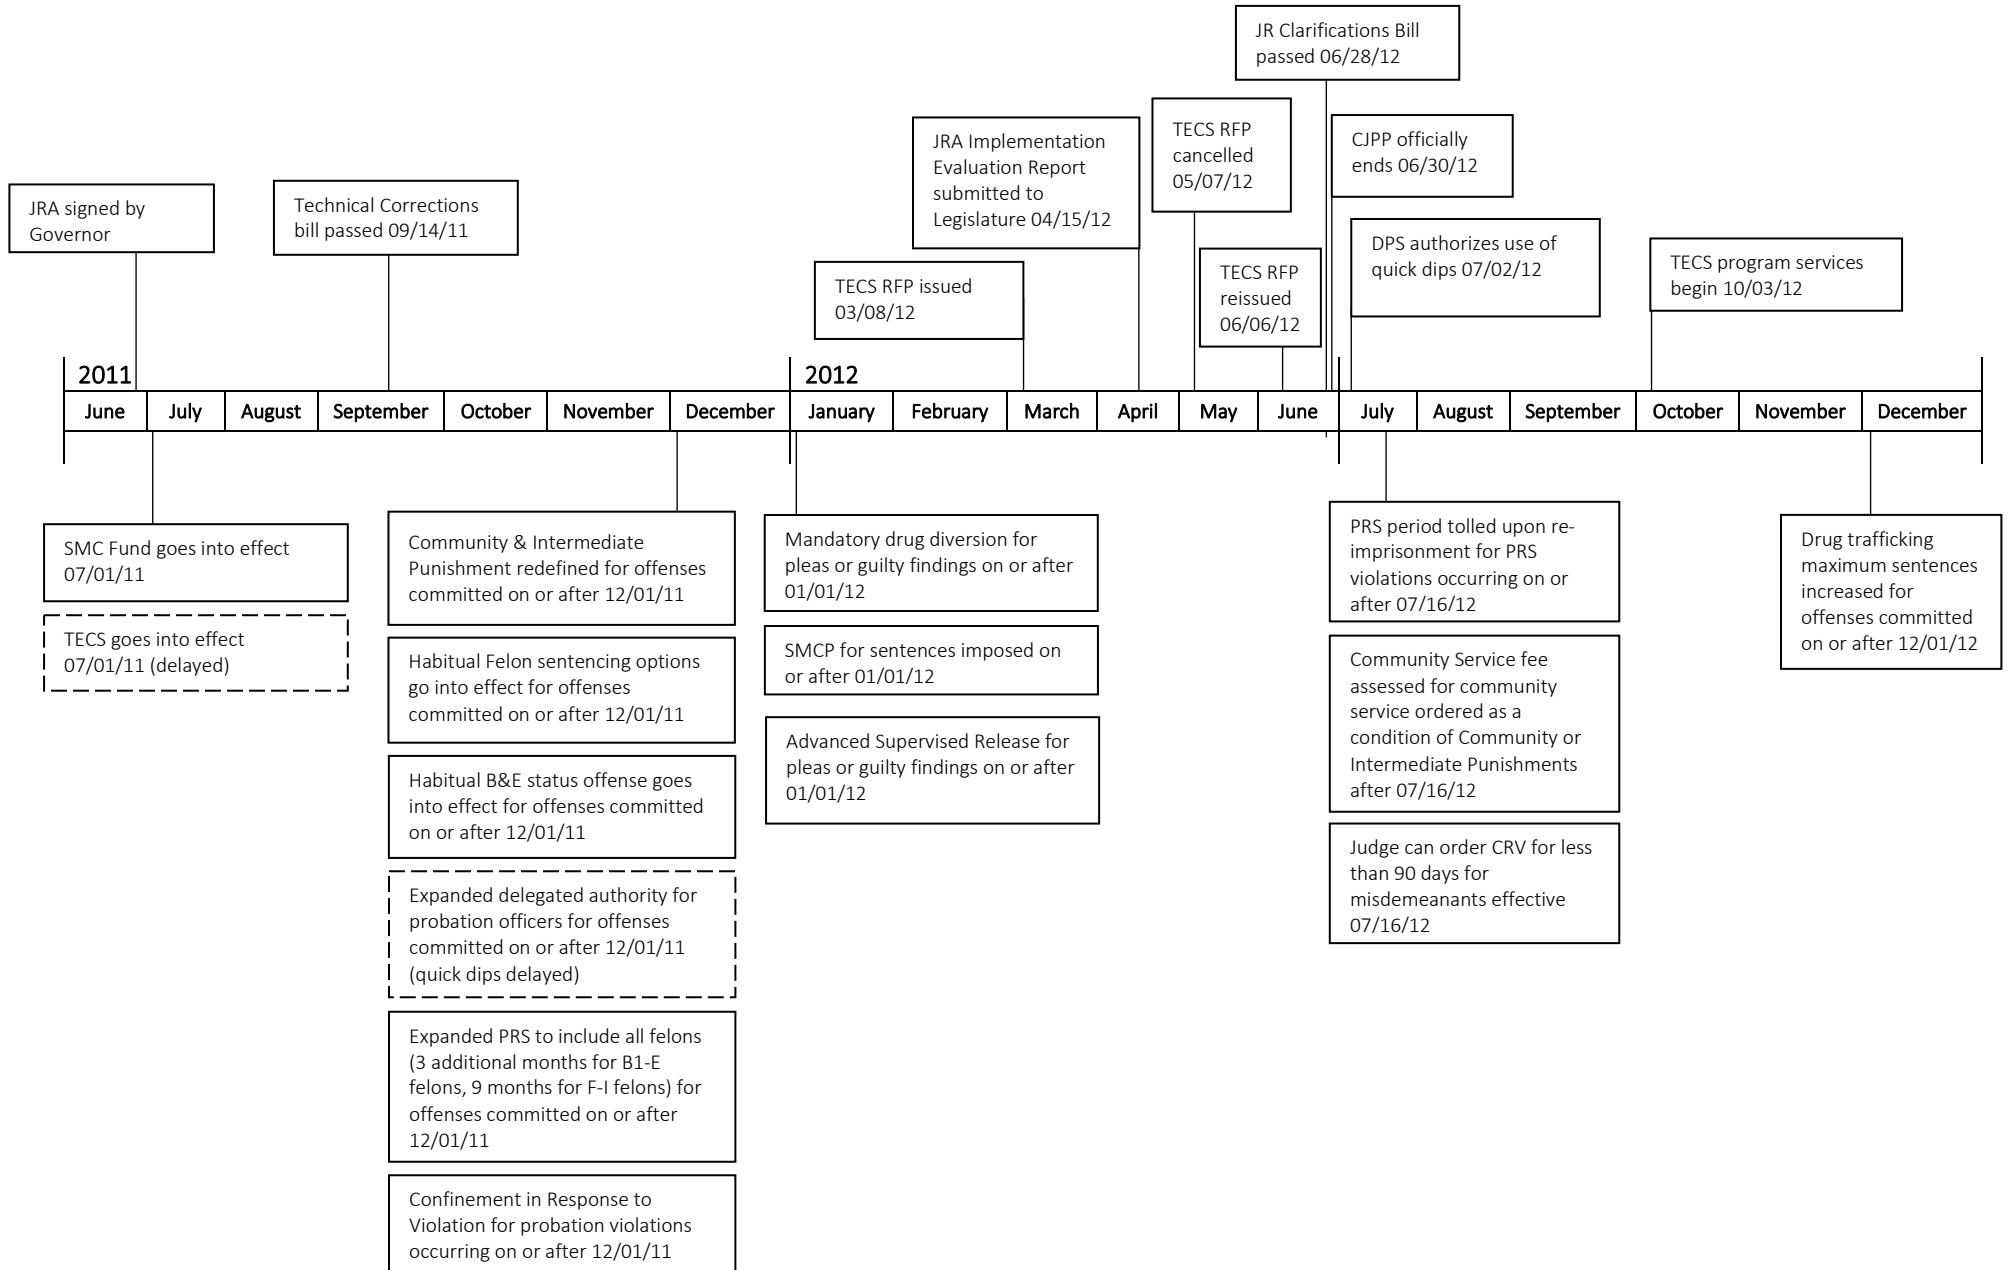 JR Clarifications Bill
passed 06/28/12
JRA signed by
Governor
Technical Corrections
bill passed 09/14/11
TECS RFP issued
03/08/12
JRA Implementation
Evaluation Report
submitted to
Legislature 04/15/12
TECS RFP
cancelled
05/07/12
TECS RFP
reissued
06/06/12
CJPP officially
ends 06/30/12
DPS authorizes use of
quick dips 07/02/12
TECS program services
begin 10/03/12
2011
2012
June
July
August
September
October
November
December
January
February
March
April
May
June
July
August
September
October
November
December
SMC Fund goes into effect
07/01/11
TECS goes into effect
07/01/11 (delayed)
Community & Intermediate
Punishment redefined for offenses
committed on or after 12/01/11
Habitual Felon sentencing options
go into effect for offenses
committed on or after 12/01/11
Habitual B&E status offense goes
into effect for offenses committed
on or after 12/01/11
Expanded delegated authority for
probation officers for offenses
committed on or after 12/01/11
(quick dips delayed)
Expanded PRS to include all felons
(3 additional months for B1-E
felons, 9 months for F-I felons) for
offenses committed on or after
12/01/11
Confinement in Response to
Violation for probation violations
occurring on or after 12/01/11
Mandatory drug diversion for
pleas or guilty findings on or after
01/01/12
SMCP for sentences imposed on
or after 01/01/12
Advanced Supervised Release for
pleas or guilty findings on or after
01/01/12
PRS period tolled upon re-
imprisonment for PRS
violations occurring on or
after 07/16/12
Community Service fee
assessed for community
service ordered as a
condition of Community or
Intermediate Punishments
after 07/16/12
Judge can order CRV for less
than 90 days for
misdemeanants effective
07/16/12
Drug trafficking
maximum sentences
increased for
offenses committed
on or after 12/01/12